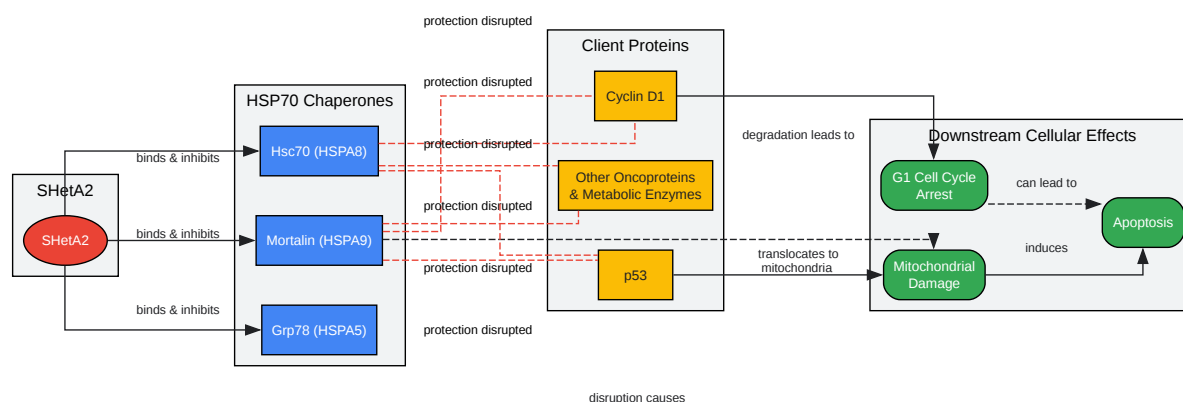 SHetA2
SHetA2
binds & inhibits
binds & inhibits
binds & inhibits
HSP70 Chaperones
Hsc70 (HSPA8)
Mortalin (HSPA9)
Grp78 (HSPA5)
protection disrupted
protection disrupted
protection disrupted
protection disrupted
protection disrupted
protection disrupted
Client Proteins
Cyclin D1
Other Oncoproteins
& Metabolic Enzymes
p53
disruption causes
degradation leads to
translocates to
mitochondria
Downstream Cellular Effects
G1 Cell Cycle
Arrest
can lead to
Apoptosis
induces
Mitochondrial
Damage